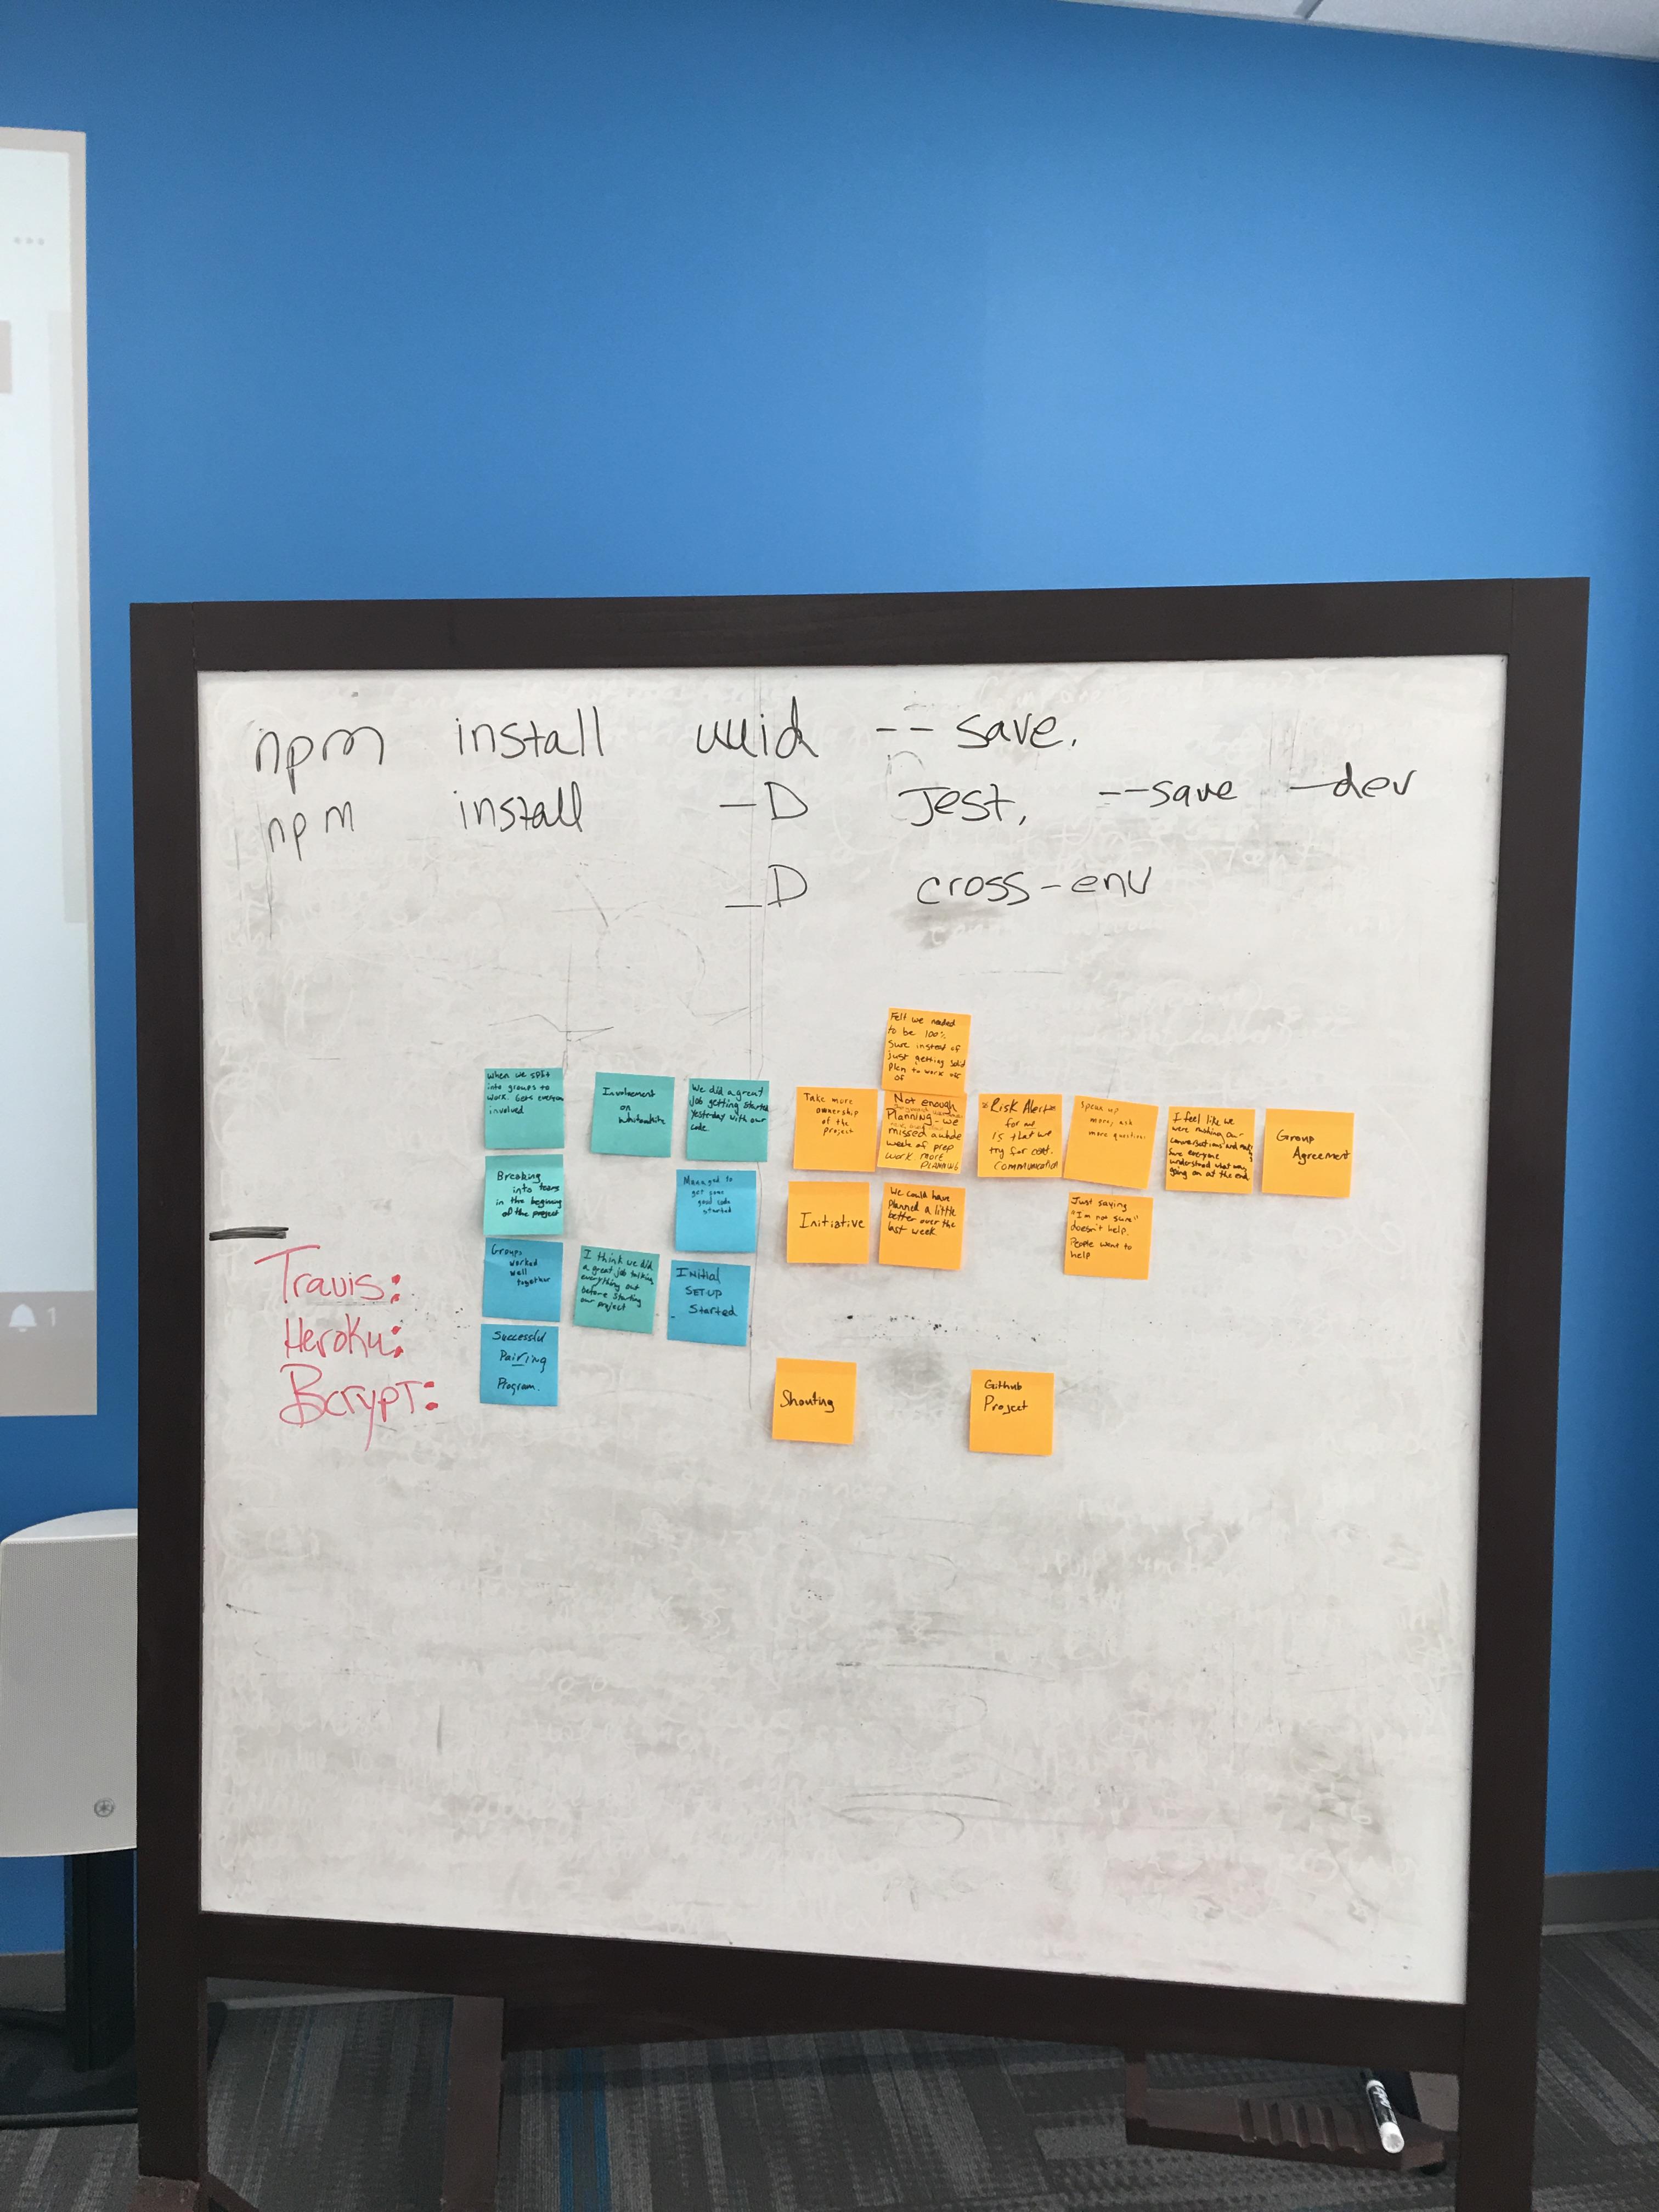 npm install uuid --save.
npm install -D Jest, --save -dev
-D cross-env
When we split
into groups to
work. Gets everyone
involved
Involvement
on
We did a great
job getting started
yesterday with our
code
Breaking
into teams
in the beginning
of the project
Managed to
get your
good code
started
Groups
worked
well
together
I think we did
a great job talking
everything out
before starting
our project
INitial
SET-UP
Started
Successful
Pairing
Program.
Travis:
Heroku:
Bcrypt:
Felt we needed
to be 100%
sure instead of
just getting solid
plan to work off
of
Take more
ownership
of the
project
Not enough
Planning - we
missed a whole
week of prep
work more
PLANNING
*Risk Alert*
for me
is that we
try for cont.
communication
Speak up
more, ask
more questions
I feel like we
were rushing our
conversations and making
sure everyone
understood what was
going on at the end
Group
Agreement
Initiative
We could have
planned a little
better over the
last week
Just saying
"I'm not sure"
doesn't help.
People want to
help
Shouting
Github
Project
1